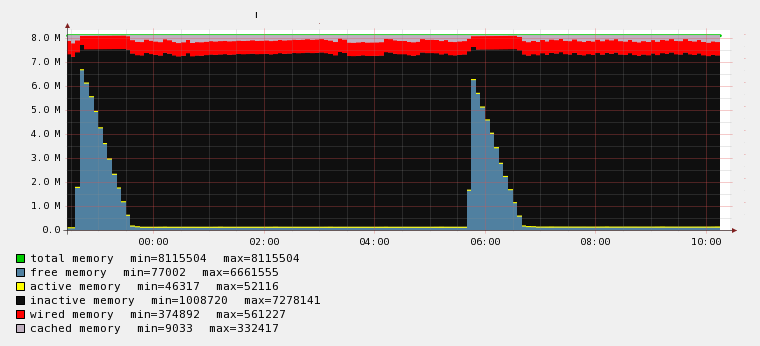 8.0 M
7.0 M
6.0 M
5.0 M
4.0 M
3.0 M
2.0 M
1.0 M
0.0
00:00 02:00 04:00 06:00 08:00 10:00
total memory min=8115504 max=8115504
free memory min=77002 max=6661555
active memory min=46317 max=52116
inactive memory min=1008720 max=7278141
wired memory min=374892 max=561227
cached memory min=9033 max=332417